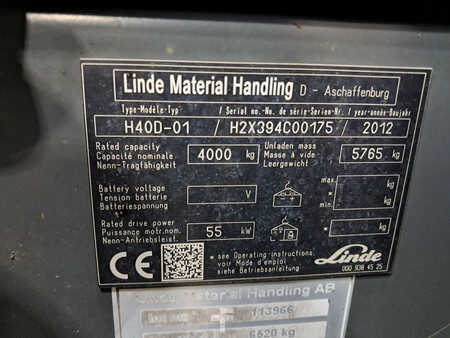 Linde Material Handling D - Aschaffenburg
Type-Modèle-Typ / Serial no.-No. de série-Serien-Nr. / year-année-Baujahr
H40D-01 / H2X394C00175 / 2012
Rated capacity
Capacité nominale 4000 kg
Nenn-Tragfähigkeit
Unladen mass
Masse à vide 5765 kg
Leergewicht
Battery voltage
Tension batterie V
Batteriespannung
max. * kg
min. * kg
Rated drive power
Puissance motr.nom. 55 kW
Nenn-Antriebsleist.
* kg
CE
see Operating instructions
voir Mode d'emploi
siehe Betriebsanleitung
Linde
000 938 45 25
Material Handling AB
113966
6520 kg